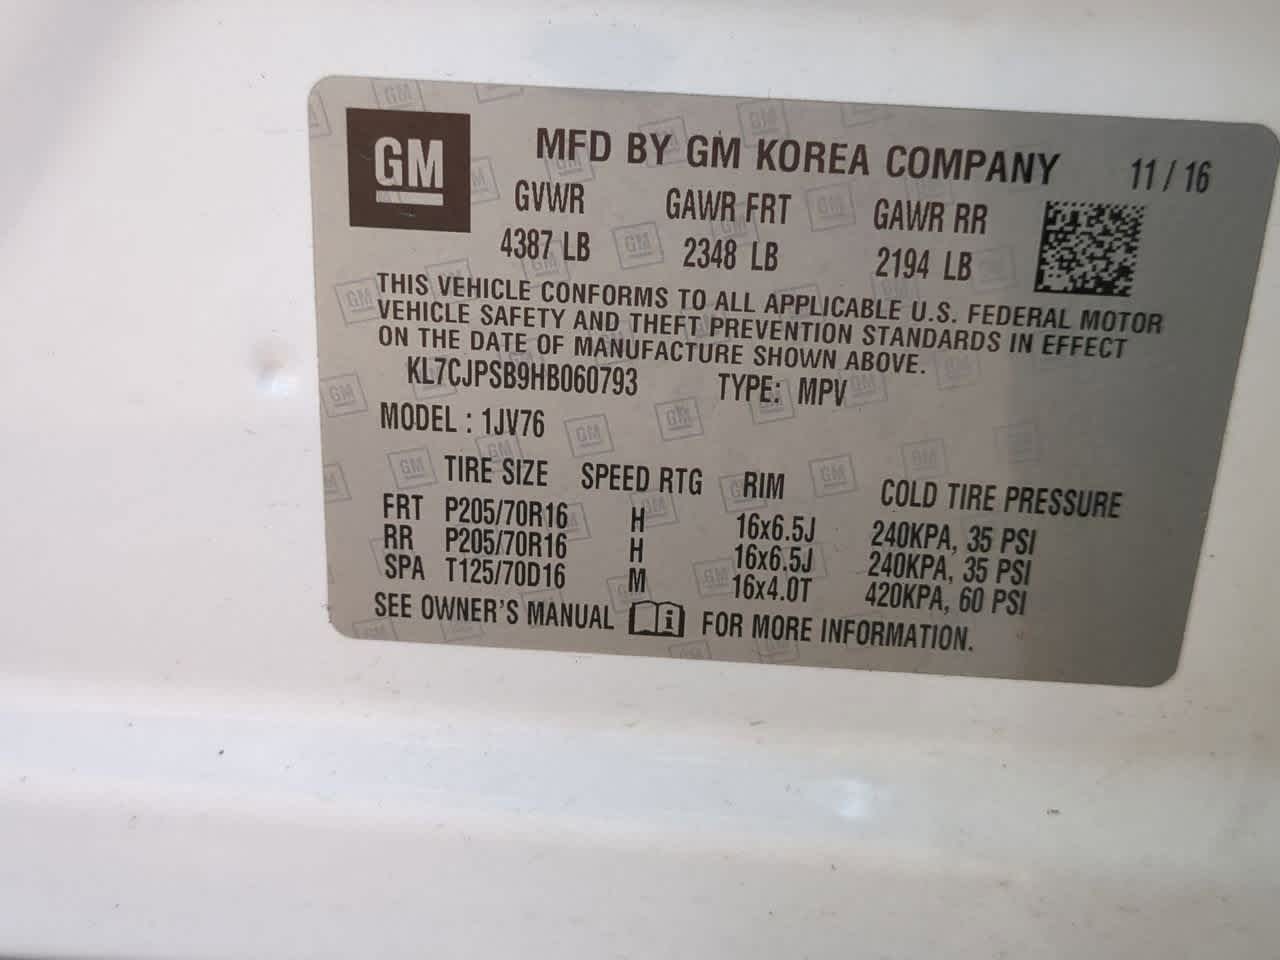 GM
MFD BY GM KOREA COMPANY 11 / 16
GVWR GAWR FRT GAWR RR
4387 LB 2348 LB 2194 LB
THIS VEHICLE CONFORMS TO ALL APPLICABLE U.S. FEDERAL MOTOR
VEHICLE SAFETY AND THEFT PREVENTION STANDARDS IN EFFECT
ON THE DATE OF MANUFACTURE SHOWN ABOVE.
KL7CJPSB9HB060793 TYPE: MPV
MODEL : 1JV76
TIRE SIZE SPEED RTG RIM COLD TIRE PRESSURE
FRT P205/70R16 H 16x6.5J 240KPA, 35 PSI
RR P205/70R16 H 16x6.5J 240KPA, 35 PSI
SPA T125/70D16 M 16x4.0T 420KPA, 60 PSI
SEE OWNER'S MANUAL FOR MORE INFORMATION.